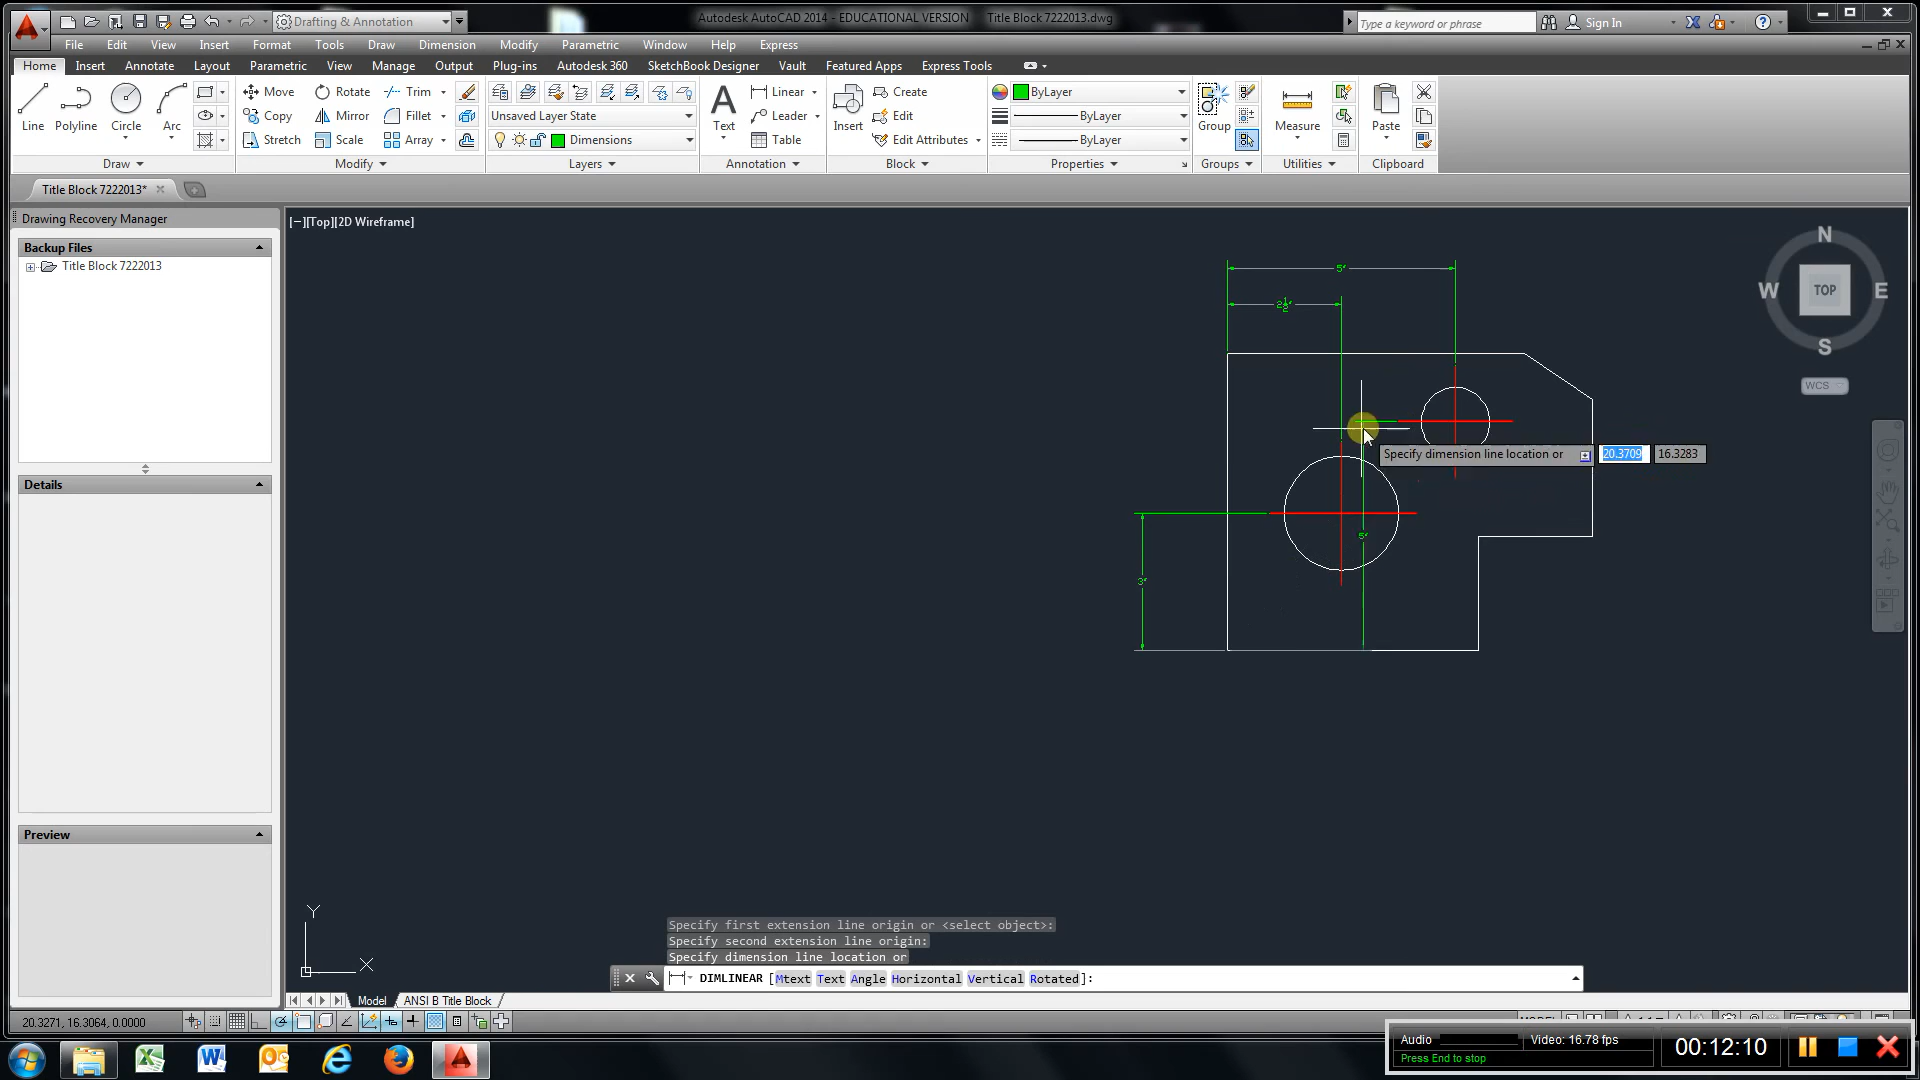 Drafting & Annotation
Autodesk AutoCAD 2014 - EDUCATIONAL VERSION Title Block 7222013.dwg
Type a keyword or phrase
Sign In
File Edit View Insert Format Tools Draw Dimension Modify Parametric Window Help Express
Home Insert Annotate Layout Parametric View Manage Output Plug-ins Autodesk 360 SketchBook Designer Vault Featured Apps Express Tools
Move Rotate Trim
Linear Create ByLayer
Copy Mirror Fillet Unsaved Layer State Leader Edit ByLayer
Line Polyline Circle Arc Text Insert Group Measure Paste
Stretch Scale Array Dimensions Table Edit Attributes ByLayer
Draw Modify Layers Annotation Block Properties Groups Utilities Clipboard
Title Block 7222013*
Drawing Recovery Manager
[−][Top][2D Wireframe]
Backup Files
Title Block 7222013
Details
Preview
N
W TOP E
S
WCS
5"
2½"
Specify dimension line location or 20.3709 16.3283
5"
3"
Y
X
Specify first extension line origin or <select object>:
Specify second extension line origin:
Specify dimension line location or
DIMLINEAR [Mtext Text Angle Horizontal Vertical Rotated]:
Model ANSI B Title Block
20.3271, 16.3064, 0.0000
Audio Video: 16.78 fps
Press End to stop
00:12:10